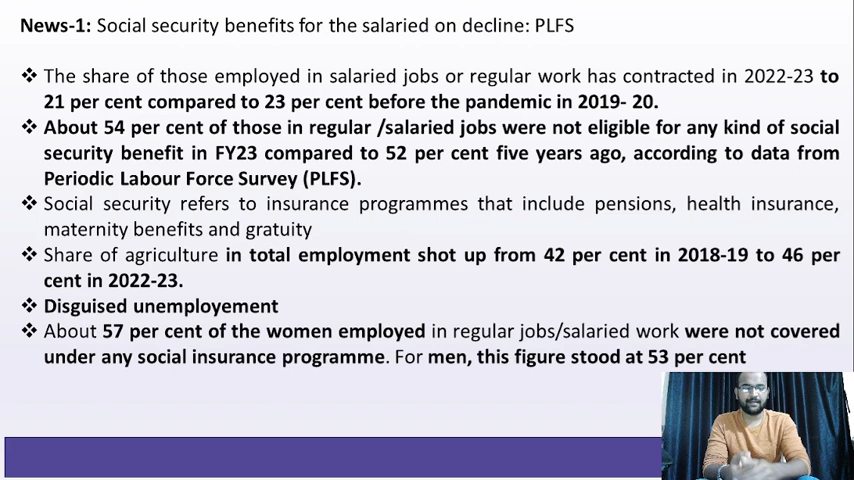 News-1: Social security benefits for the salaried on decline: PLFS
❖ The share of those employed in salaried jobs or regular work has contracted in 2022-23 to
21 per cent compared to 23 per cent before the pandemic in 2019- 20.
❖ About 54 per cent of those in regular /salaried jobs were not eligible for any kind of social
security benefit in FY23 compared to 52 per cent five years ago, according to data from
Periodic Labour Force Survey (PLFS).
❖ Social security refers to insurance programmes that include pensions, health insurance,
maternity benefits and gratuity
❖ Share of agriculture in total employment shot up from 42 per cent in 2018-19 to 46 per
cent in 2022-23.
❖ Disguised unemployement
❖ About 57 per cent of the women employed in regular jobs/salaried work were not covered
under any social insurance programme. For men, this figure stood at 53 per cent